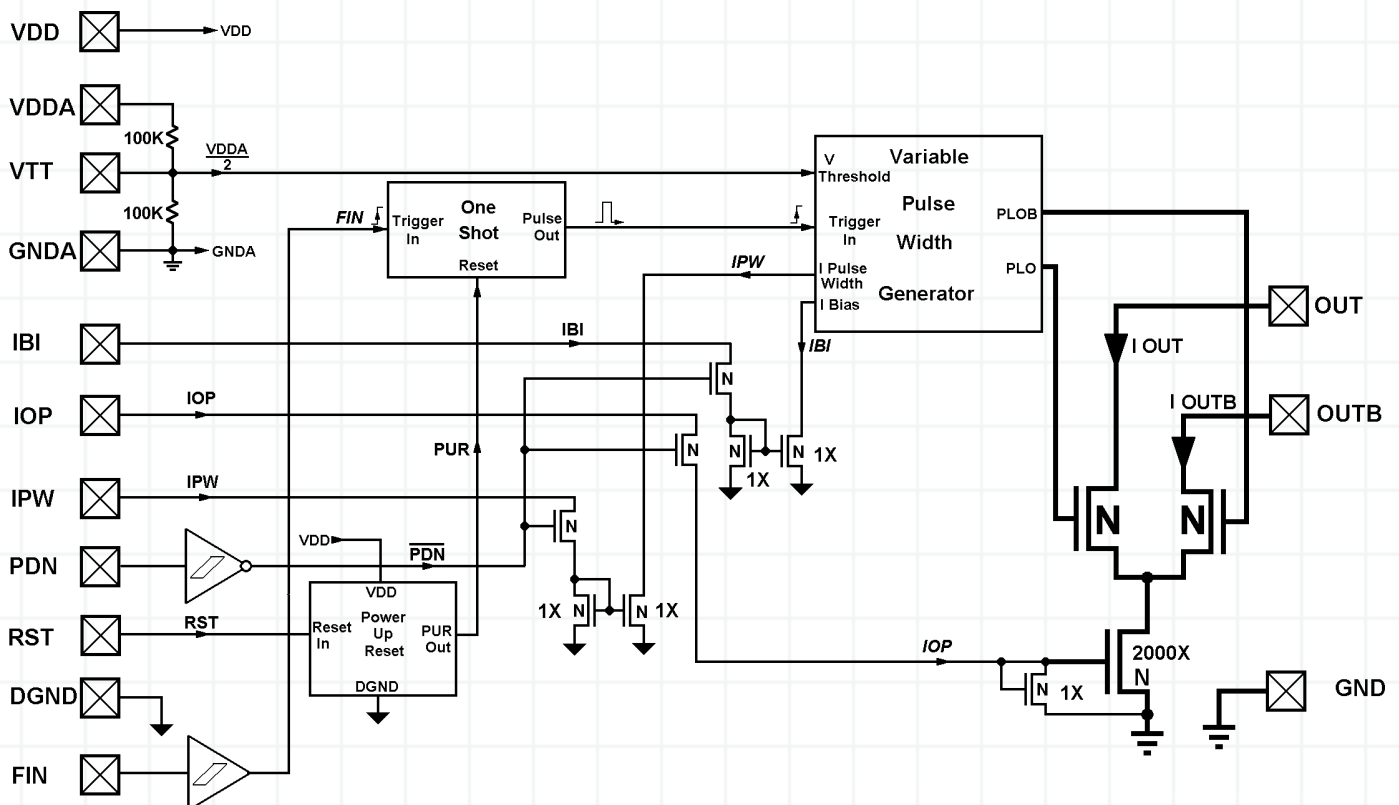 VDD
VDD
VDDA
100K
VTT
VDDA
2
100K
GNDA
GNDA
V
Threshold
Variable
Pulse
Width
Generator
Trigger
In
I Pulse
Width
I Bias
PLOB
PLO
FIN
Trigger
In
One
Shot
Pulse
Out
Reset
IPW
IBI
IBI
IBI
N
IOP
IOP
N
N
1X
N
1X
PUR
IPW
IPW
N
PDN
VDD
PDN
1X
N
N
1X
RST
RST
VDD
Reset
In
Power
Up
Reset
PUR
Out
DGND
DGND
FIN
OUT
I OUT
I OUTB
OUTB
N
N
IOP
2000X
N
N
1X
GND